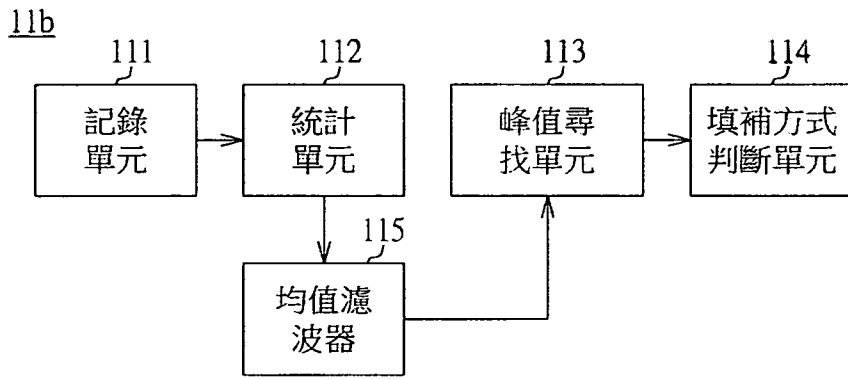 11b
111
112
113
114
記錄
單元
統計
單元
峰值尋
找單元
填補方式
判斷單元
115
均值濾
波器